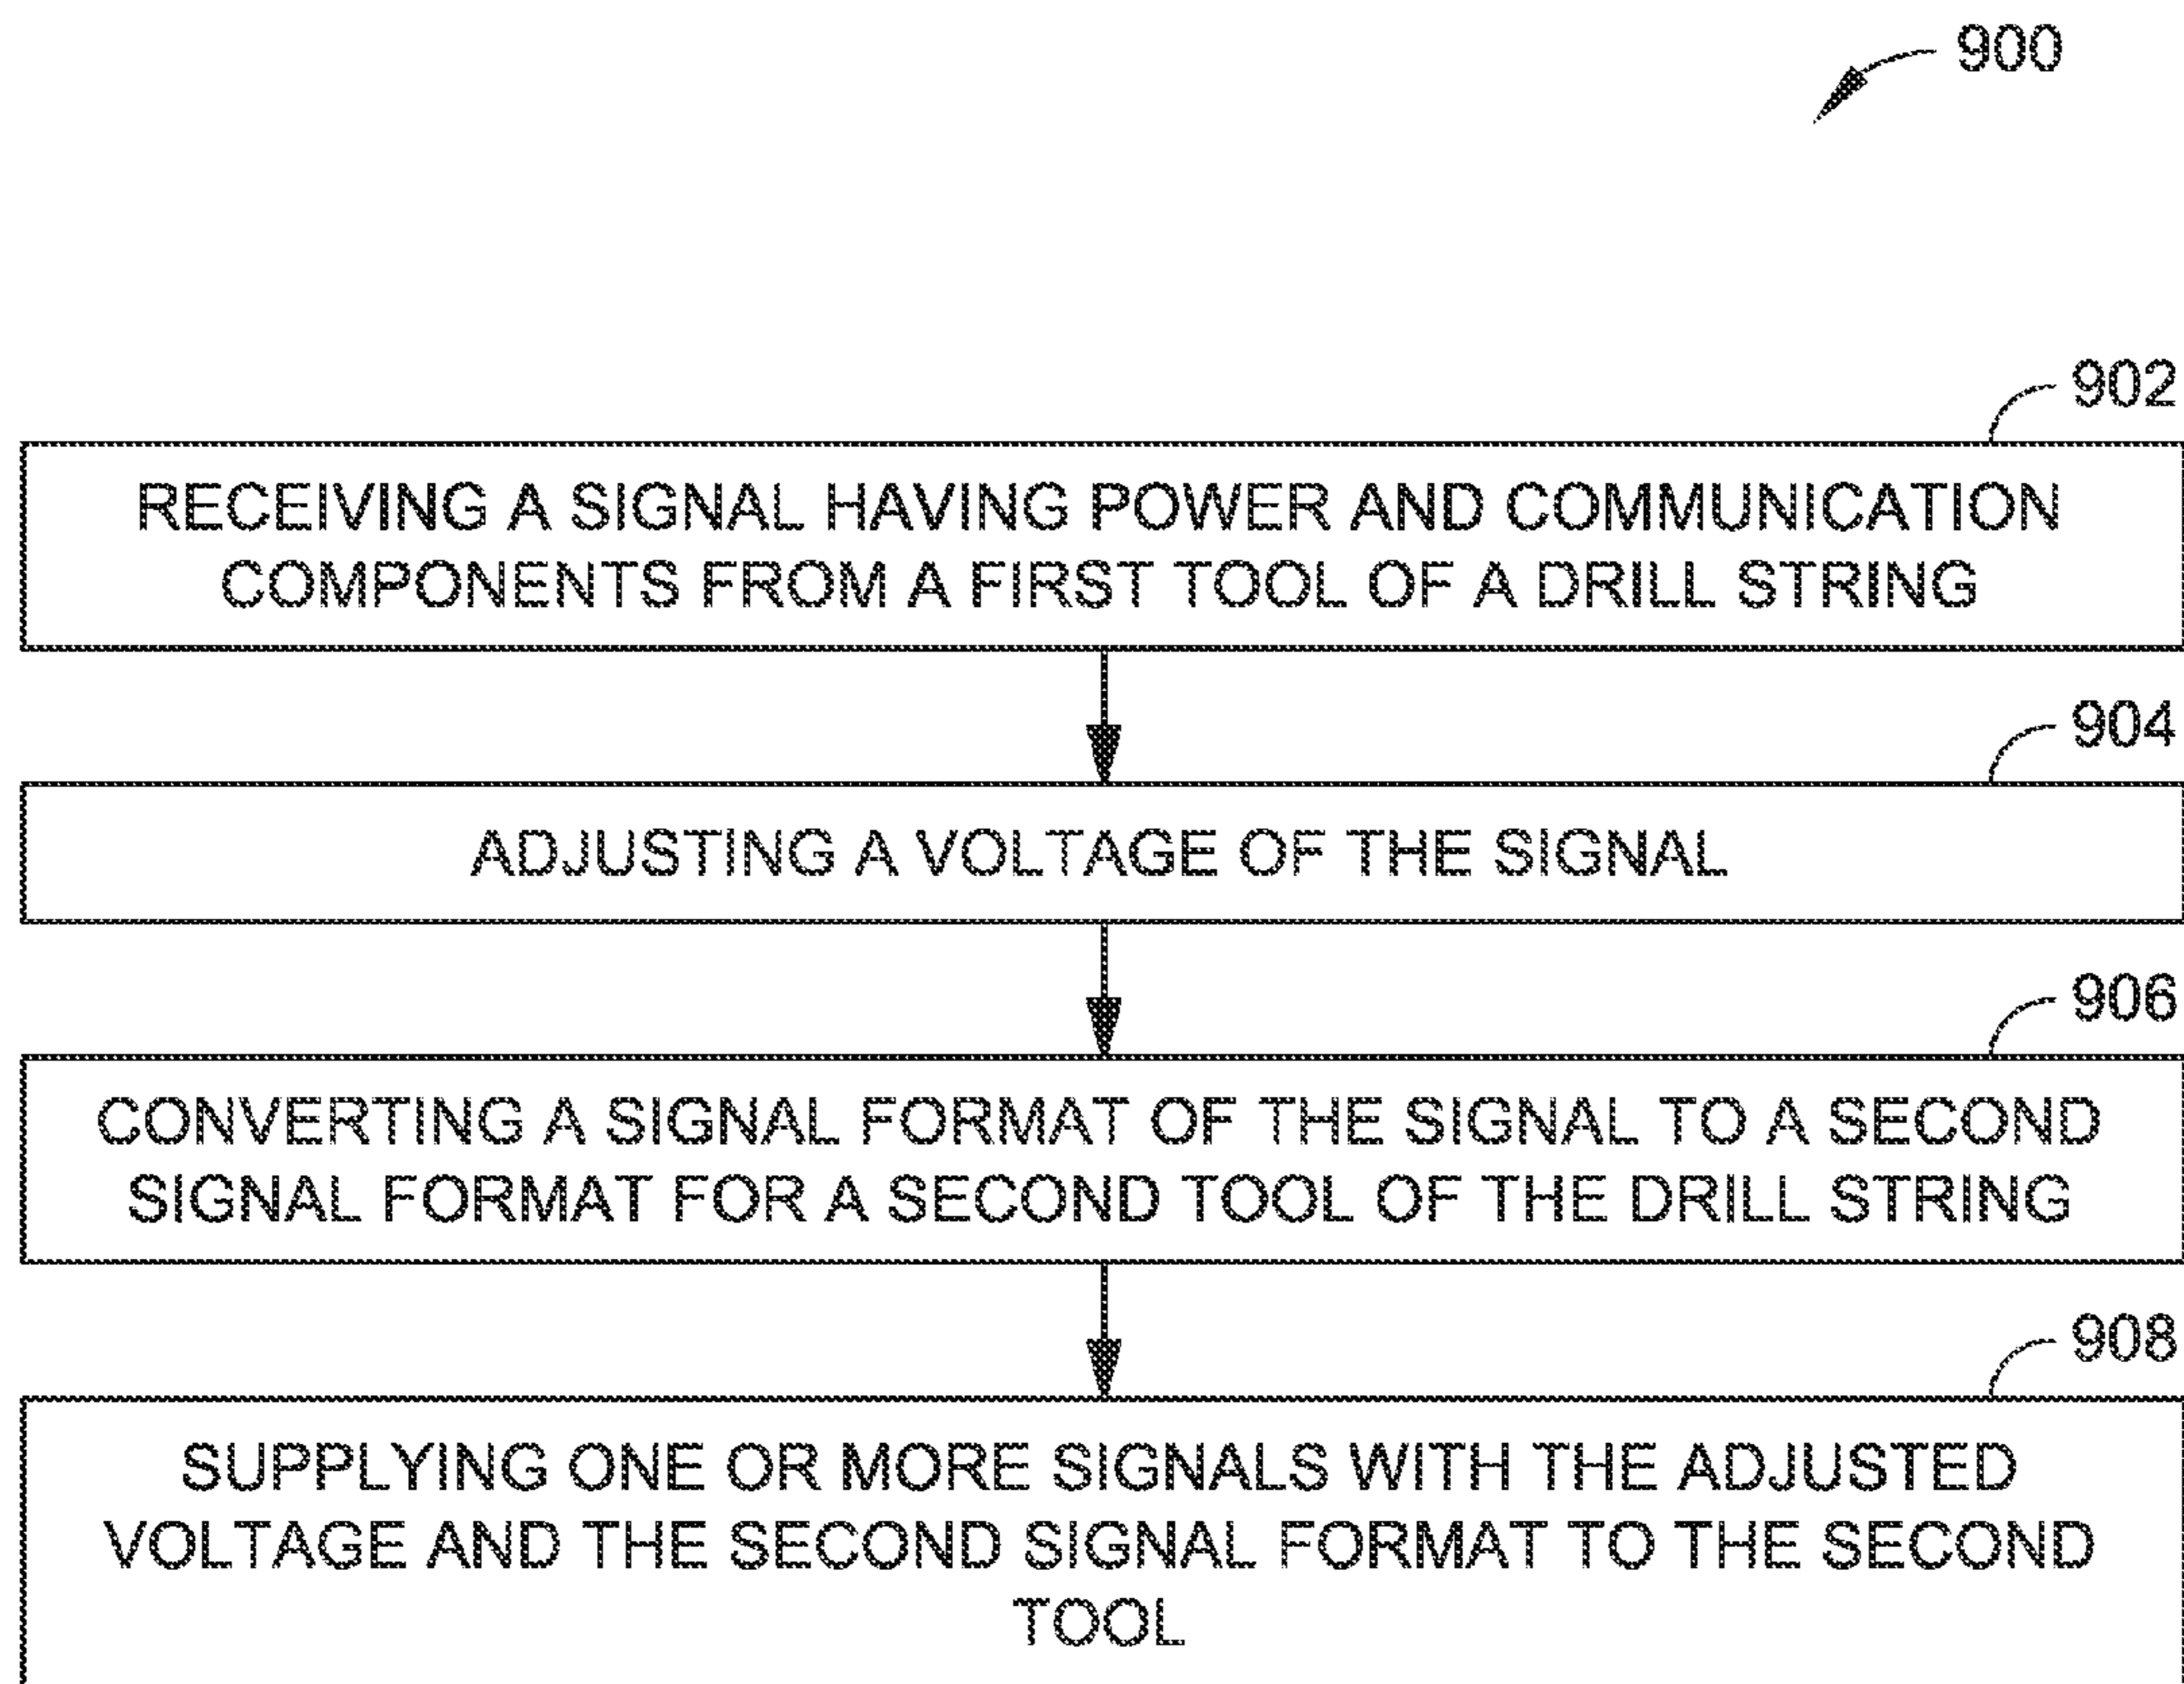 900
902
RECEIVING A SIGNAL HAVING POWER AND COMMUNICATION
COMPONENTS FROM A FIRST TOOL OF A DRILL STRING
904
ADJUSTING A VOLTAGE OF THE SIGNAL
906
CONVERTING A SIGNAL FORMAT OF THE SIGNAL TO A SECOND
SIGNAL FORMAT FOR A SECOND TOOL OF THE DRILL STRING
908
SUPPLYING ONE OR MORE SIGNALS WITH THE ADJUSTED
VOLTAGE AND THE SECOND SIGNAL FORMAT TO THE SECOND
TOOL